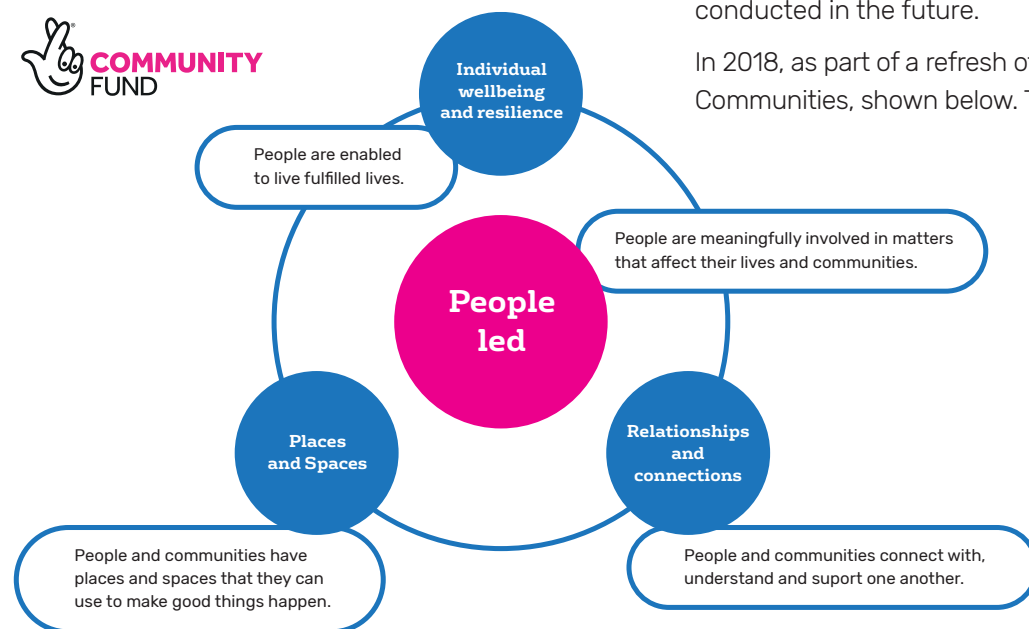 conducted in the future.
In 2018, as part of a refresh of
Communities, shown below. T
COMMUNITY
FUND
Individual
wellbeing
and resilience
People are enabled
to live fulfilled lives.
People are meaningfully involved in matters
that affect their lives and communities.
People
led
Places
and Spaces
Relationships
and
connections
People and communities have
places and spaces that they can
use to make good things happen.
People and communities connect with,
understand and suport one another.